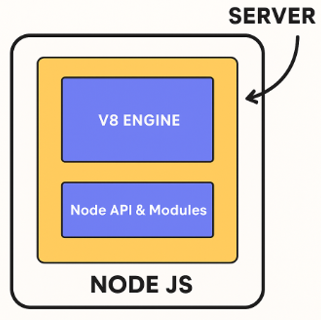 SERVER
V8 ENGINE
Node API & Modules
NODE JS